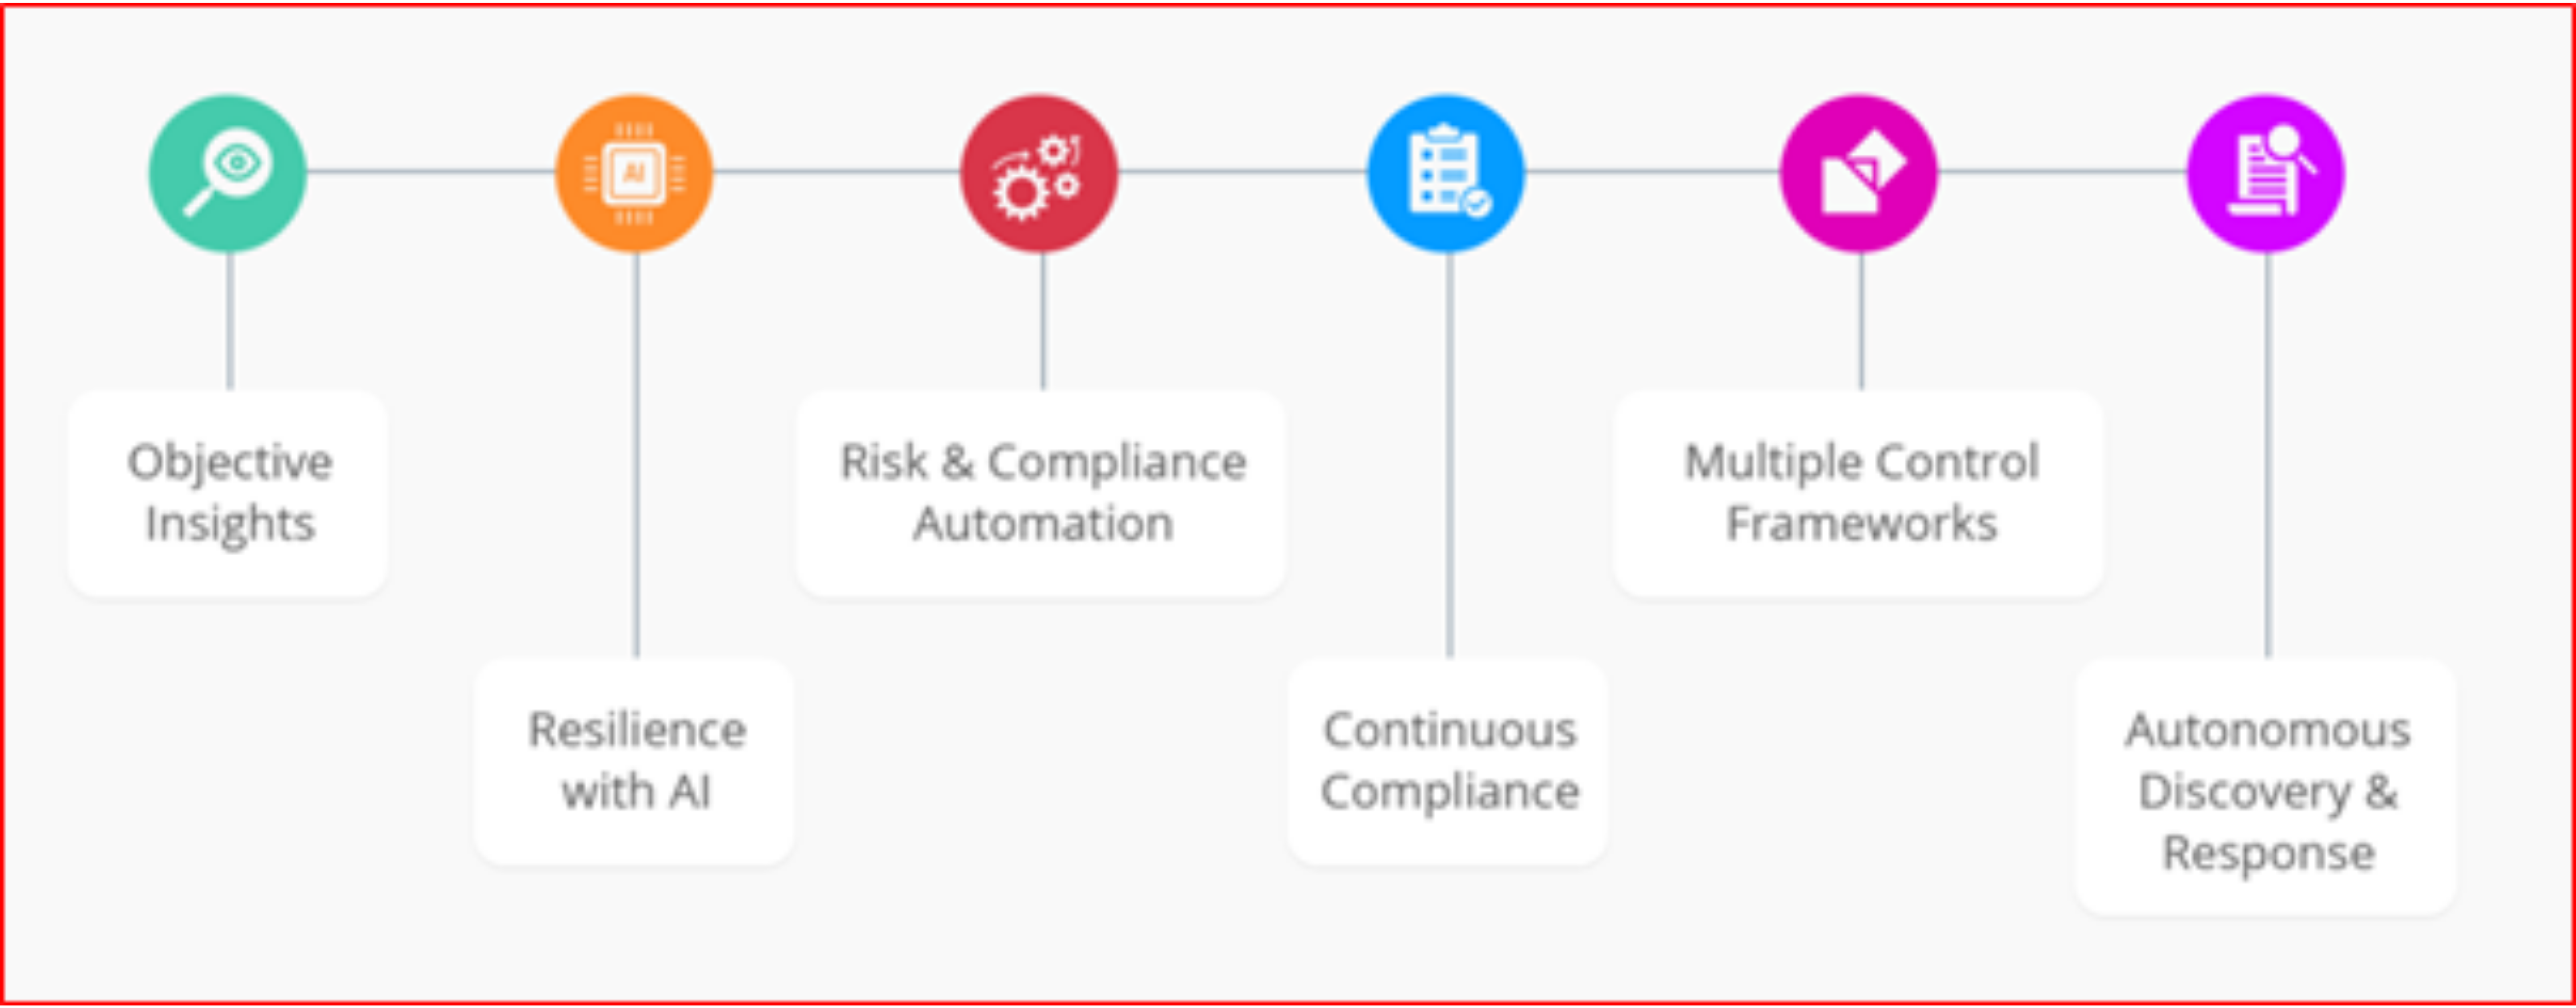 AI
Objective
Insights
Resilience
with AI
Risk & Compliance
Automation
Continuous
Compliance
Multiple Control
Frameworks
Autonomous
Discovery &
Response